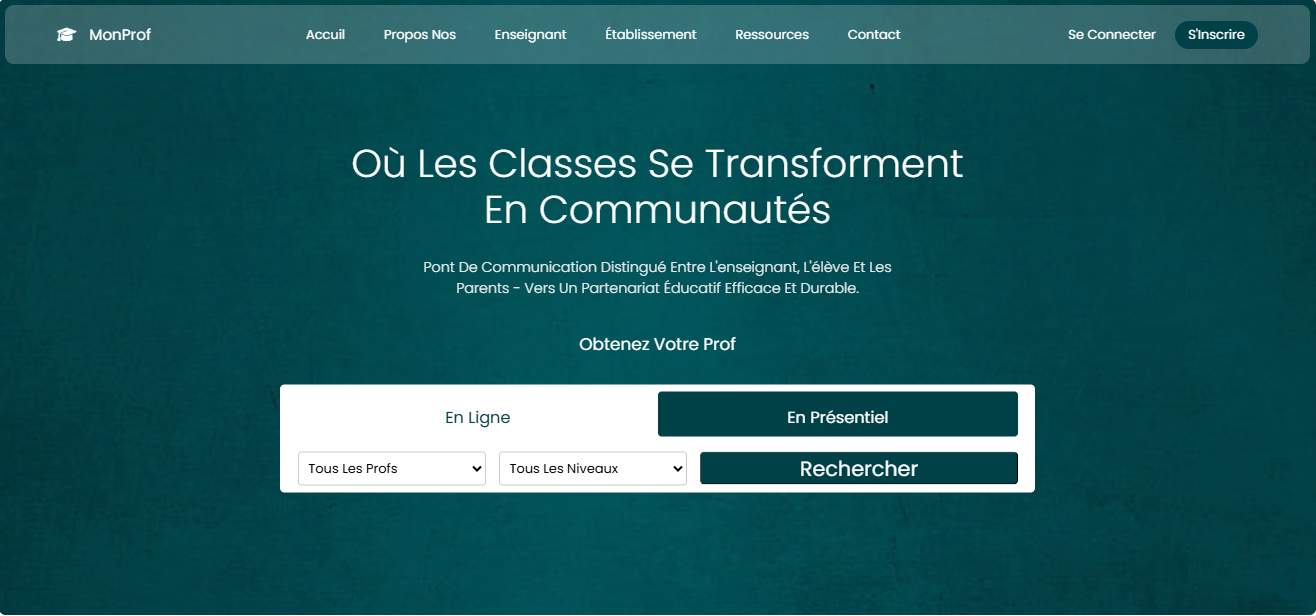 MonProf
Accuil
Propos Nos
Enseignant
Établissement
Ressources
Contact
Se Connecter
S'Inscrire
Où Les Classes Se Transforment
En Communautés
Pont De Communication Distingué Entre L'enseignant, L'élève Et Les
Parents - Vers Un Partenariat Éducatif Efficace Et Durable.
Obtenez Votre Prof
En Ligne
En Présentiel
Tous Les Profs
Tous Les Niveaux
Rechercher